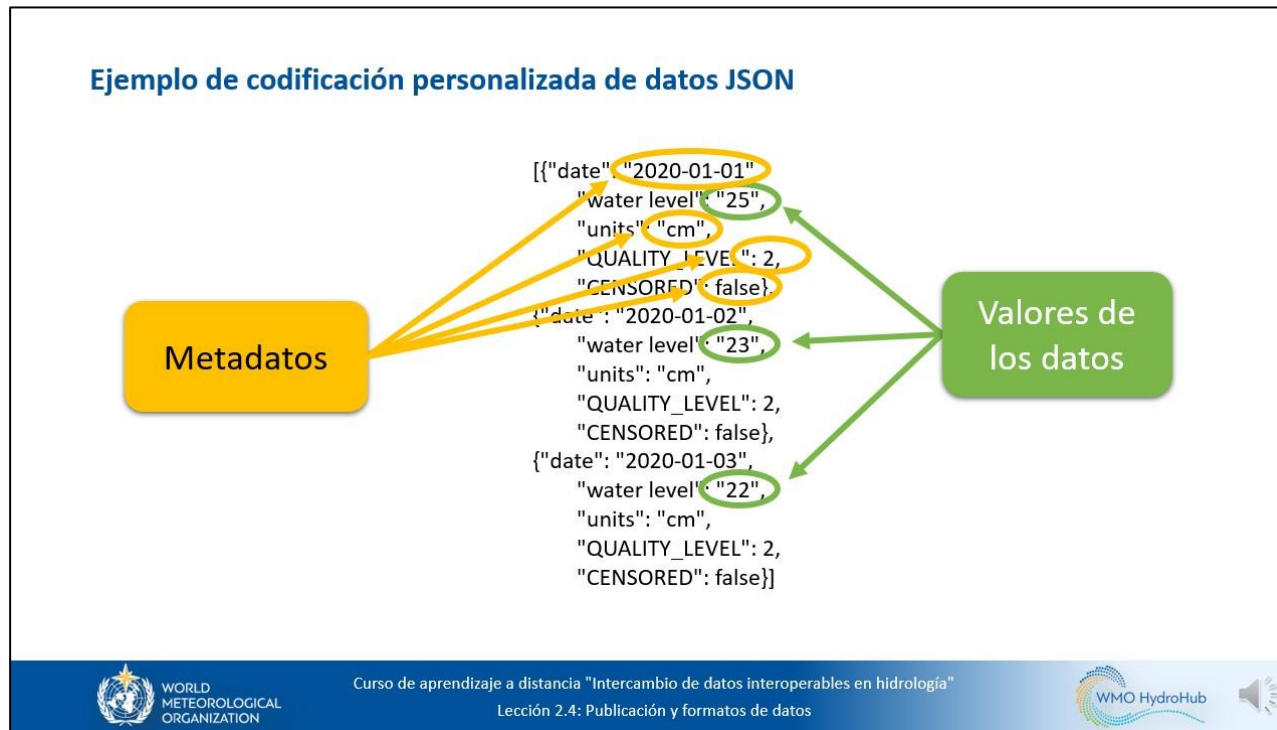 Ejemplo de codificación personalizada de datos JSON
[{"date": "2020-01-01"
"water level": "25",
"units": "cm",
"QUALITY_LEVEL": 2,
"CENSORED": false},
{"date": "2020-01-02",
"water level": "23",
"units": "cm",
"QUALITY_LEVEL": 2,
"CENSORED": false},
{"date": "2020-01-03",
"water level": "22",
"units": "cm",
"QUALITY_LEVEL": 2,
"CENSORED": false}]
Metadatos
Valores de
los datos
WORLD
METEOROLOGICAL
ORGANIZATION
Curso de aprendizaje a distancia "Intercambio de datos interoperables en hidrología"
Lección 2.4: Publicación y formatos de datos
WMO HydroHub